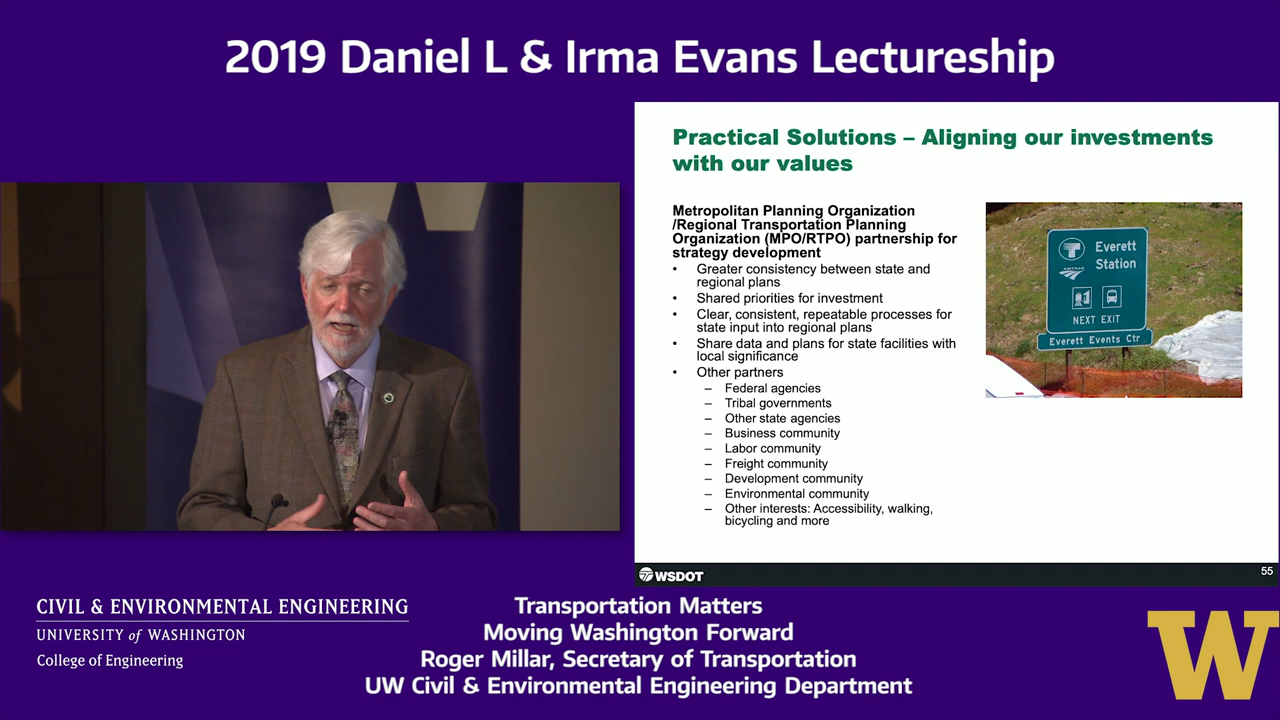 2019 Daniel L & Irma Evans Lectureship
Practical Solutions – Aligning our investments
with our values
Metropolitan Planning Organization
/Regional Transportation Planning
Organization (MPO/RTPO) partnership for
strategy development
• Greater consistency between state and
regional plans
• Shared priorities for investment
• Clear, consistent, repeatable processes for
state input into regional plans
• Share data and plans for state facilities with
local significance
• Other partners
– Federal agencies
– Tribal governments
– Other state agencies
– Business community
– Labor community
– Freight community
– Development community
– Environmental community
– Other interests: Accessibility, walking,
bicycling and more
T
Everett
Station
AMTRAK
NEXT EXIT
Everett Events Ctr
WSDOT
55
CIVIL & ENVIRONMENTAL ENGINEERING
UNIVERSITY of WASHINGTON
College of Engineering
Transportation Matters
Moving Washington Forward
Roger Millar, Secretary of Transportation
UW Civil & Environmental Engineering Department
W